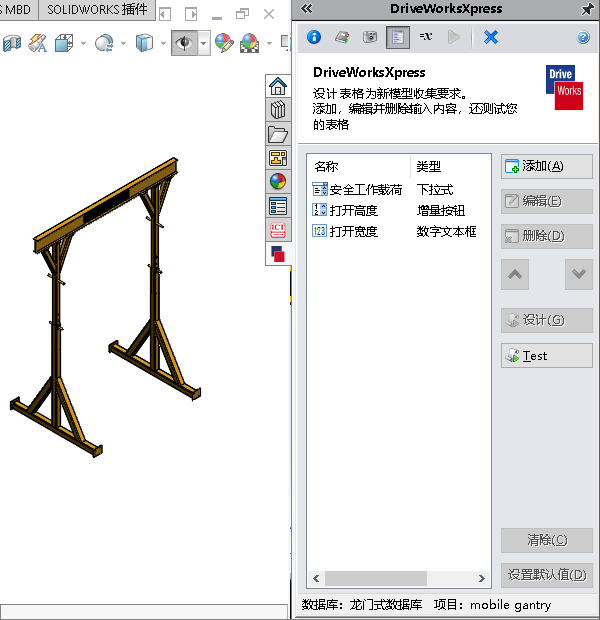 S MBD
SOLIDWORKS 插件
DriveWorksXpress
=x
DriveWorksXpress
设计表格为新模型收集要求。
添加，编辑并删除输入内容，还测试您
的表格
Drive
Works
名称 类型
安全工作载荷 下拉式
打开高度 增量按钮
打开宽度 数字文本框
添加(A)
编辑(E)
删除(D)
设计(G)
Test
清除(C)
设置默认值(D)
ICT
数据库：龙门式数据库 项目：mobile gantry